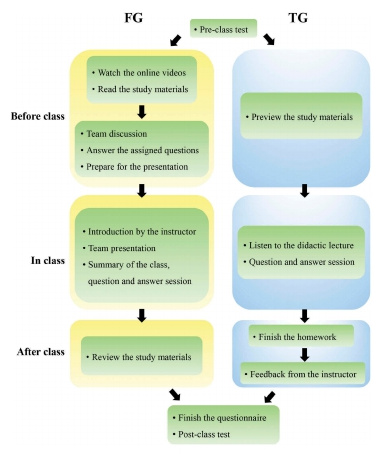 FG
TG
• Pre-class test
Before class
• Watch the online videos
• Read the study materials
• Team discussion
• Answer the assigned questions
• Prepare for the presentation
• Preview the study materials
In class
• Introduction by the instructor
• Team presentation
• Summary of the class,
question and answer session
• Listen to the didactic lecture
• Question and answer session
After class
• Review the study materials
• Finish the homework
• Feedback from the instructor
• Finish the questionnaire
• Post-class test